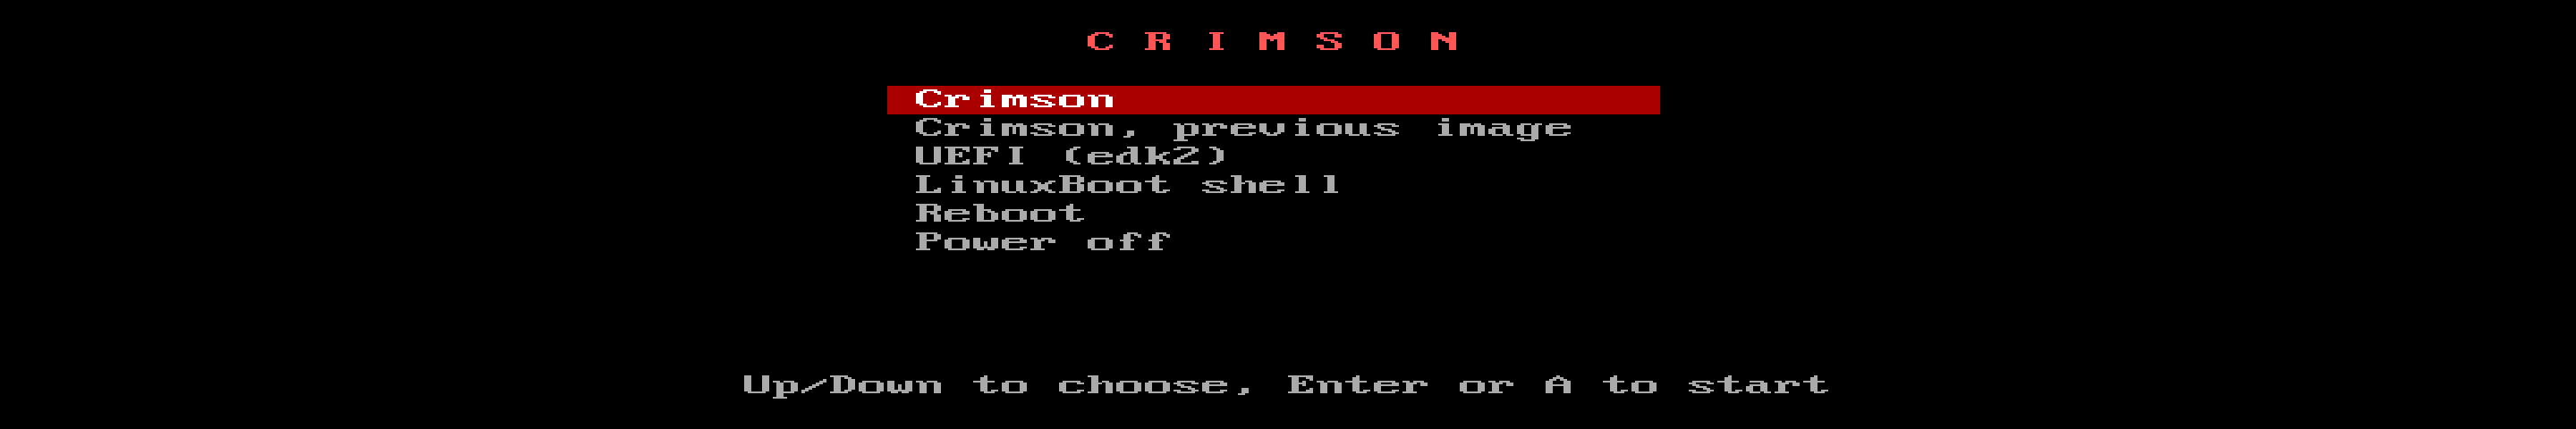 C R I M S O N
Crimson
Crimson, previous image
UEFI (edk2)
LinuxBoot shell
Reboot
Power off
Up/Down to choose, Enter or A to start